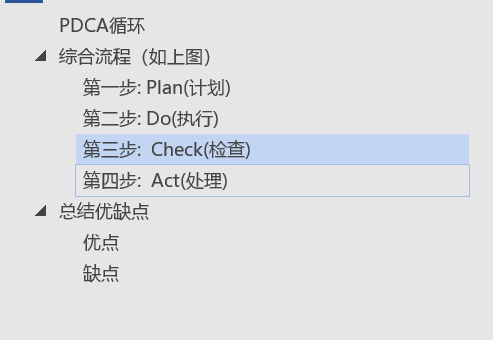 PDCA循环
综合流程（如上图）
第一步: Plan(计划)
第二步: Do(执行)
第三步:  Check(检查)
第四步:  Act(处理)
总结优缺点
优点
缺点